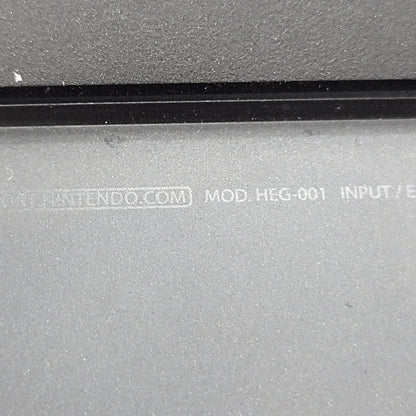 NINTENDO.COM MOD. HEG-001 INPUT / E